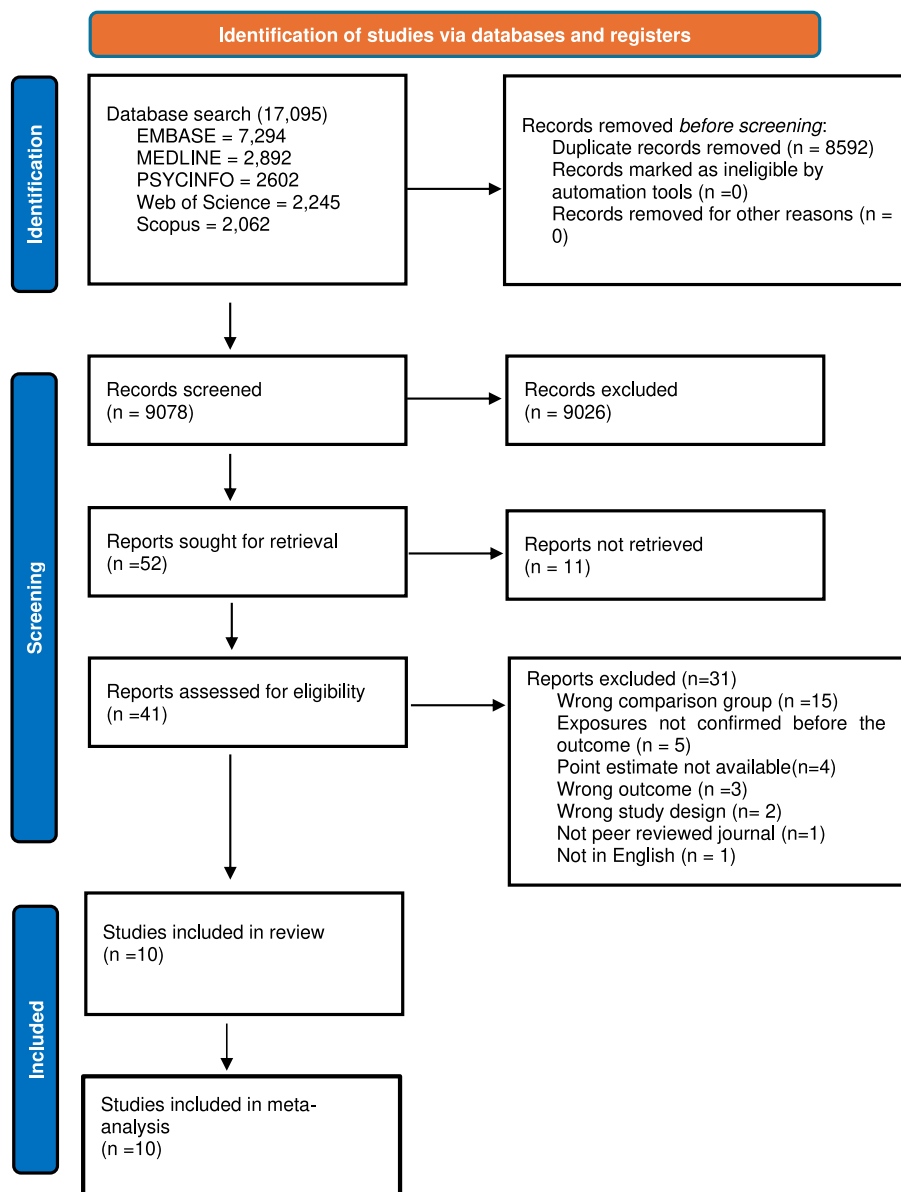 Identification of studies via databases and registers
Identification
Database search (17,095)
EMBASE = 7,294
MEDLINE = 2,892
PSYCINFO = 2602
Web of Science = 2,245
Scopus = 2,062
Records removed before screening:
Duplicate records removed (n = 8592)
Records marked as ineligible by
automation tools (n =0)
Records removed for other reasons (n =
0)
Screening
Records screened
(n = 9078)
Records excluded
(n = 9026)
Reports sought for retrieval
(n =52)
Reports not retrieved
(n = 11)
Reports assessed for eligibility
(n =41)
Reports excluded (n=31)
Wrong comparison group (n =15)
Exposures not confirmed before the
outcome (n = 5)
Point estimate not available(n=4)
Wrong outcome (n =3)
Wrong study design (n= 2)
Not peer reviewed journal (n=1)
Not in English (n = 1)
Included
Studies included in review
(n =10)
Studies included in meta-
analysis
(n =10)